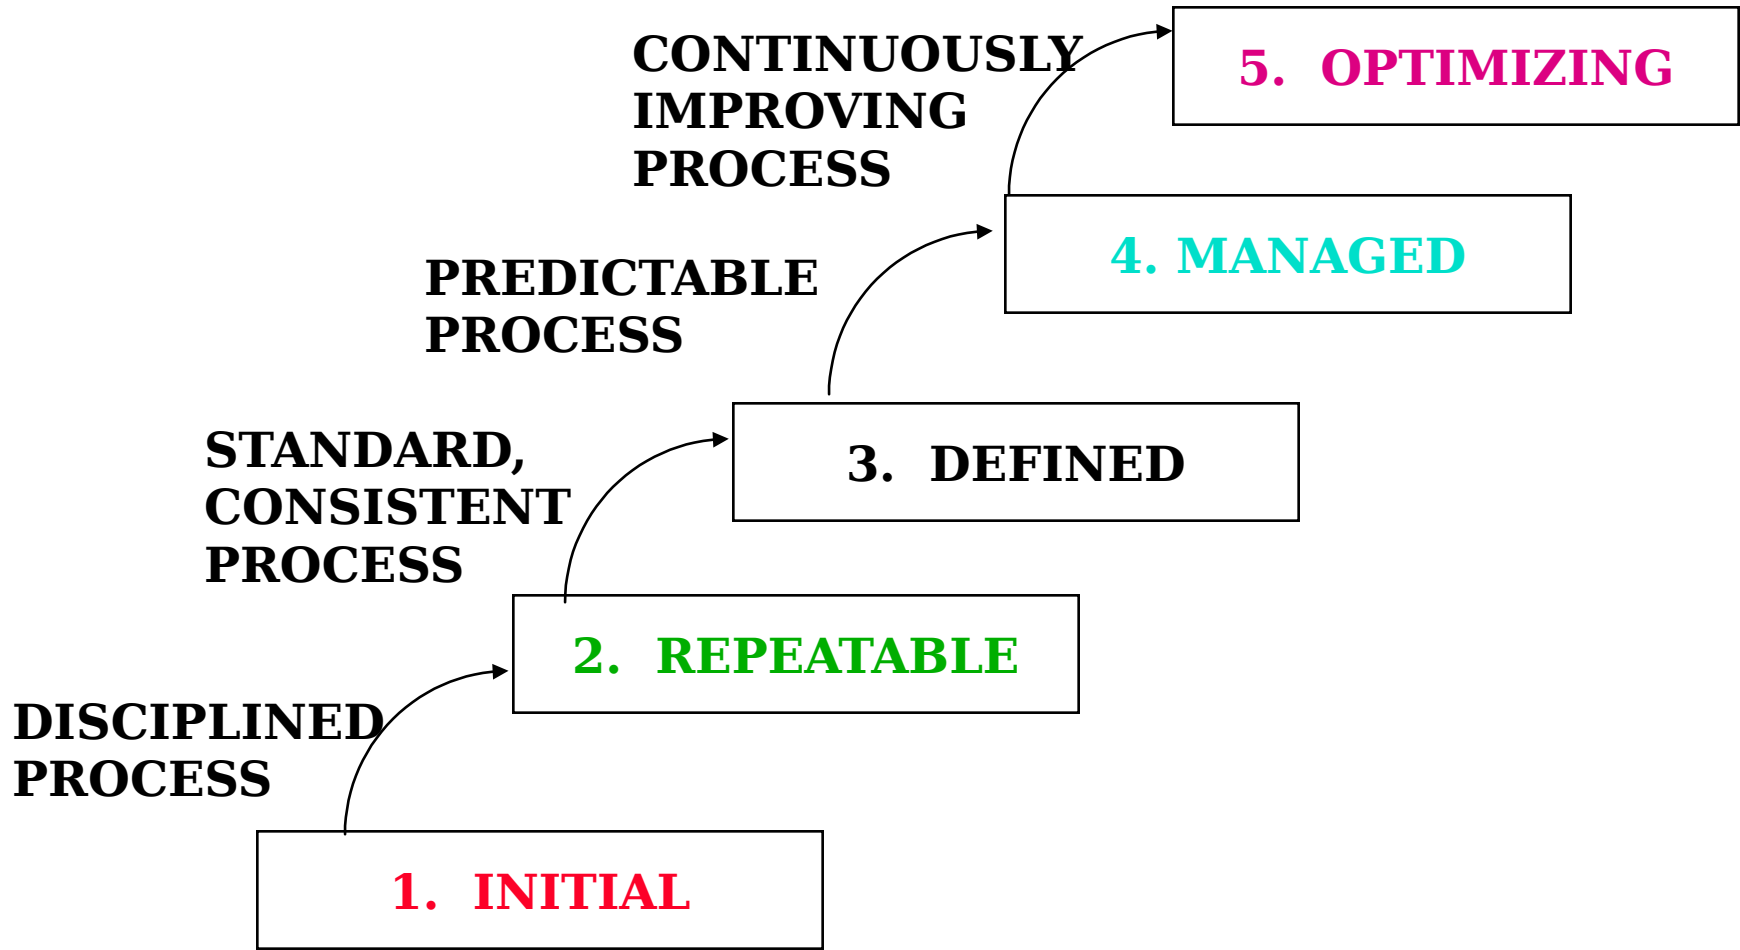 CONTINUOUSLY
IMPROVING
PROCESS
5. OPTIMIZING
4. MANAGED
PREDICTABLE
PROCESS
3. DEFINED
STANDARD,
CONSISTENT
PROCESS
2. REPEATABLE
DISCIPLINED
PROCESS
1. INITIAL